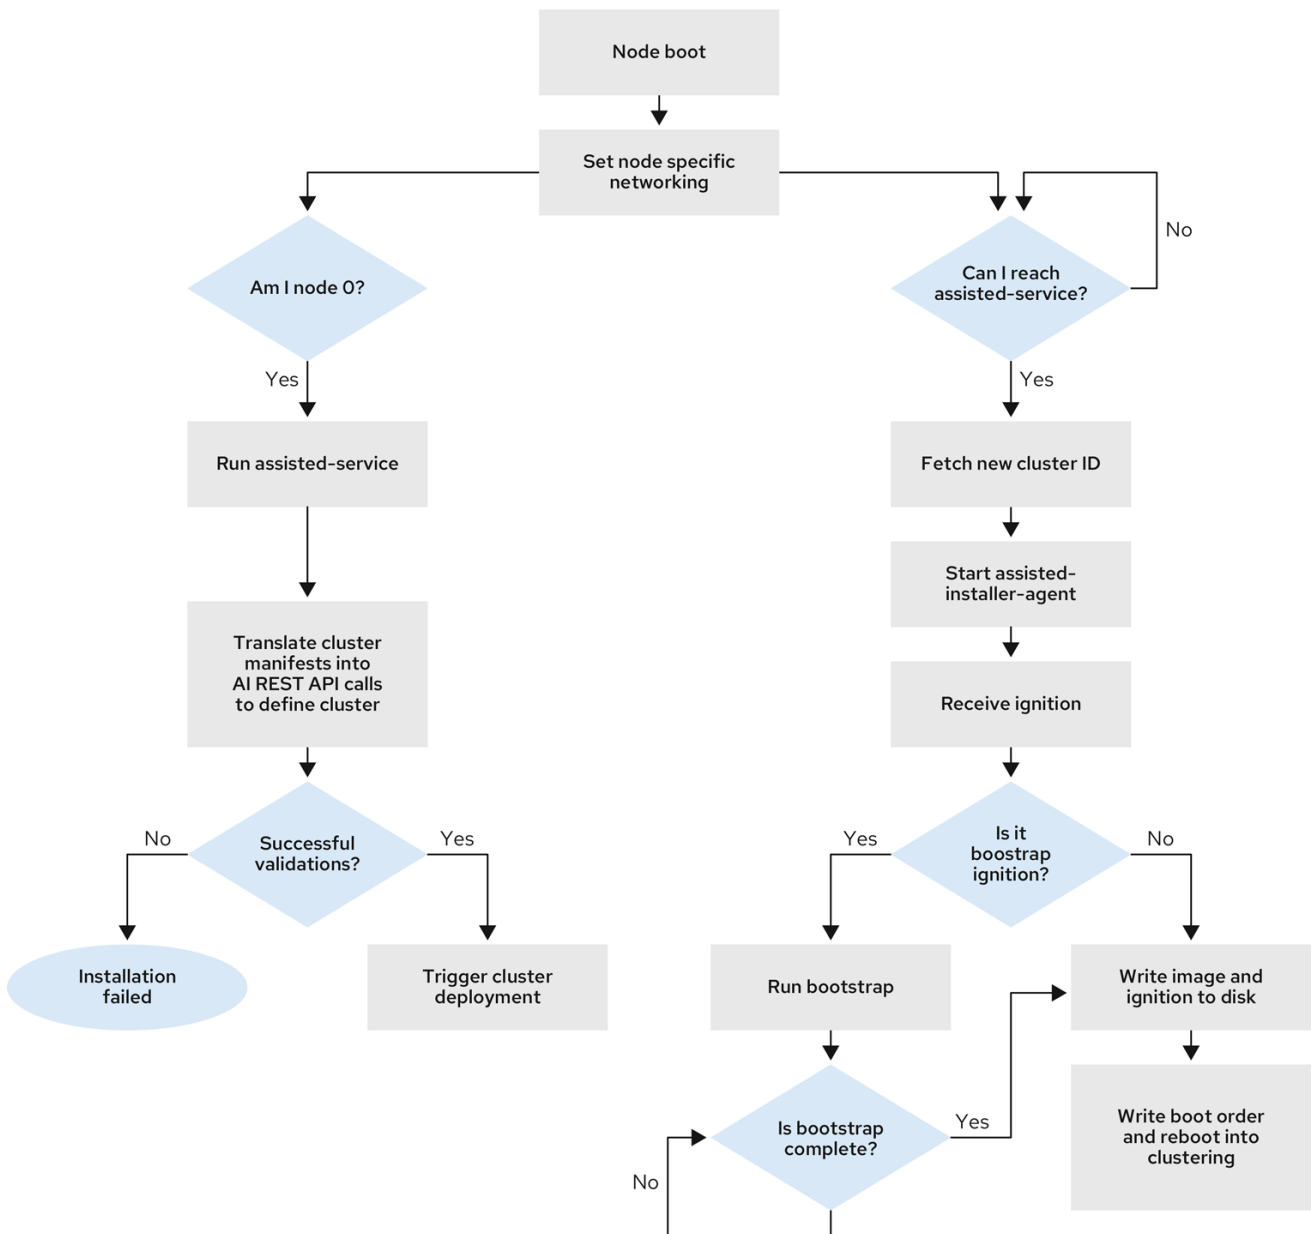 Node boot
Set node specific
networking
No
Am I node 0?
Can I reach
assisted-service?
Yes
Yes
Run assisted-service
Fetch new cluster ID
Start assisted-
installer-agent
Translate cluster
manifests into
AI REST API calls
to define cluster
Receive ignition
No
Successful
validations?
Yes
Yes
Is it
boostrap
ignition?
No
Installation
failed
Trigger cluster
deployment
Run bootstrap
Write image and
ignition to disk
Is bootstrap
complete?
Yes
Write boot order
and reboot into
clustering
No